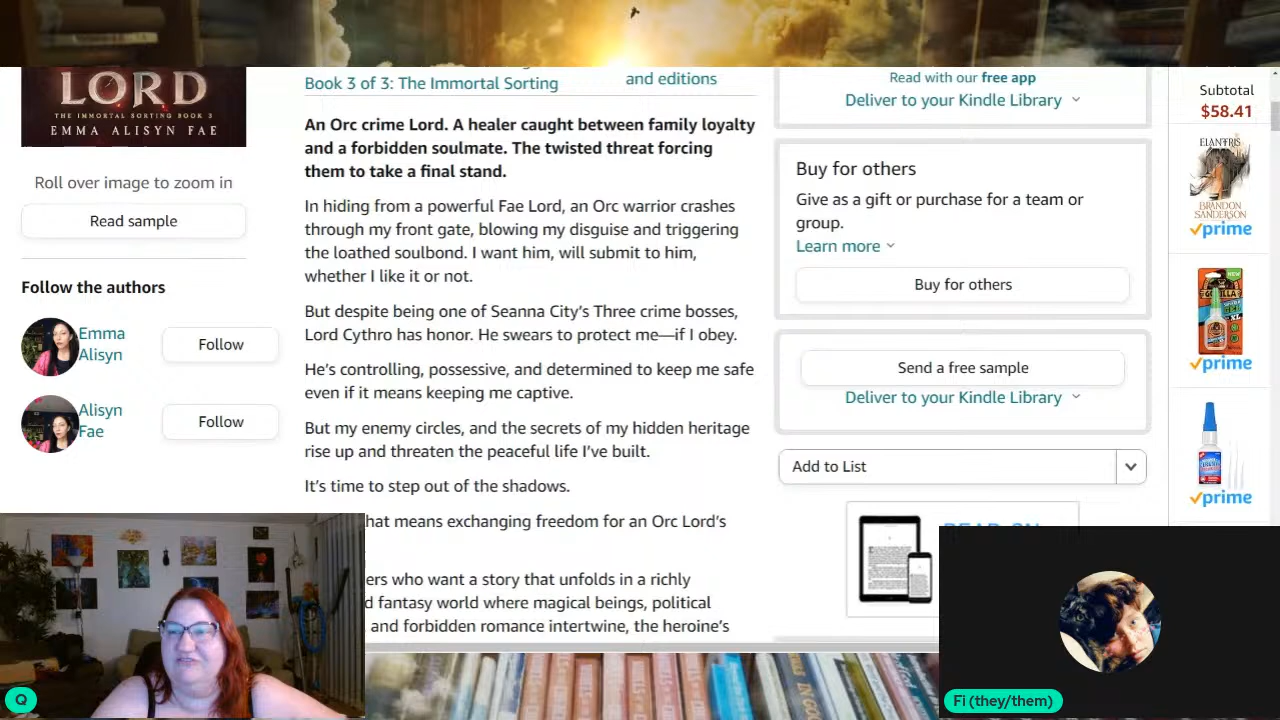 LORD
THE IMMORTAL SORTING BOOK 3
EMMA ALISYN FAE
Roll over image to zoom in
Read sample
Follow the authors
Emma
Alisyn
Follow
Alisyn
Fae
Follow
Book 3 of 3: The Immortal Sorting
and editions
An Orc crime Lord. A healer caught between family loyalty
and a forbidden soulmate. The twisted threat forcing
them to take a final stand.
In hiding from a powerful Fae Lord, an Orc warrior crashes
through my front gate, blowing my disguise and triggering
the loathed soulbond. I want him, will submit to him,
whether I like it or not.
But despite being one of Seanna City's Three crime bosses,
Lord Cythro has honor. He swears to protect me—if I obey.
He's controlling, possessive, and determined to keep me safe
even if it means keeping me captive.
But my enemy circles, and the secrets of my hidden heritage
rise up and threaten the peaceful life I've built.
It's time to step out of the shadows.
hat means exchanging freedom for an Orc Lord's
ers who want a story that unfolds in a richly
d fantasy world where magical beings, political
and forbidden romance intertwine, the heroine's
Read with our free app
Deliver to your Kindle Library
Buy for others
Give as a gift or purchase for a team or
group.
Learn more
Buy for others
Send a free sample
Deliver to your Kindle Library
Add to List
Subtotal
$58.41
ELANTRIS
BRANDON
SANDERSON
prime
NEW
GORILLA
GEL
XL
prime
prime
Q
Fi (they/them)